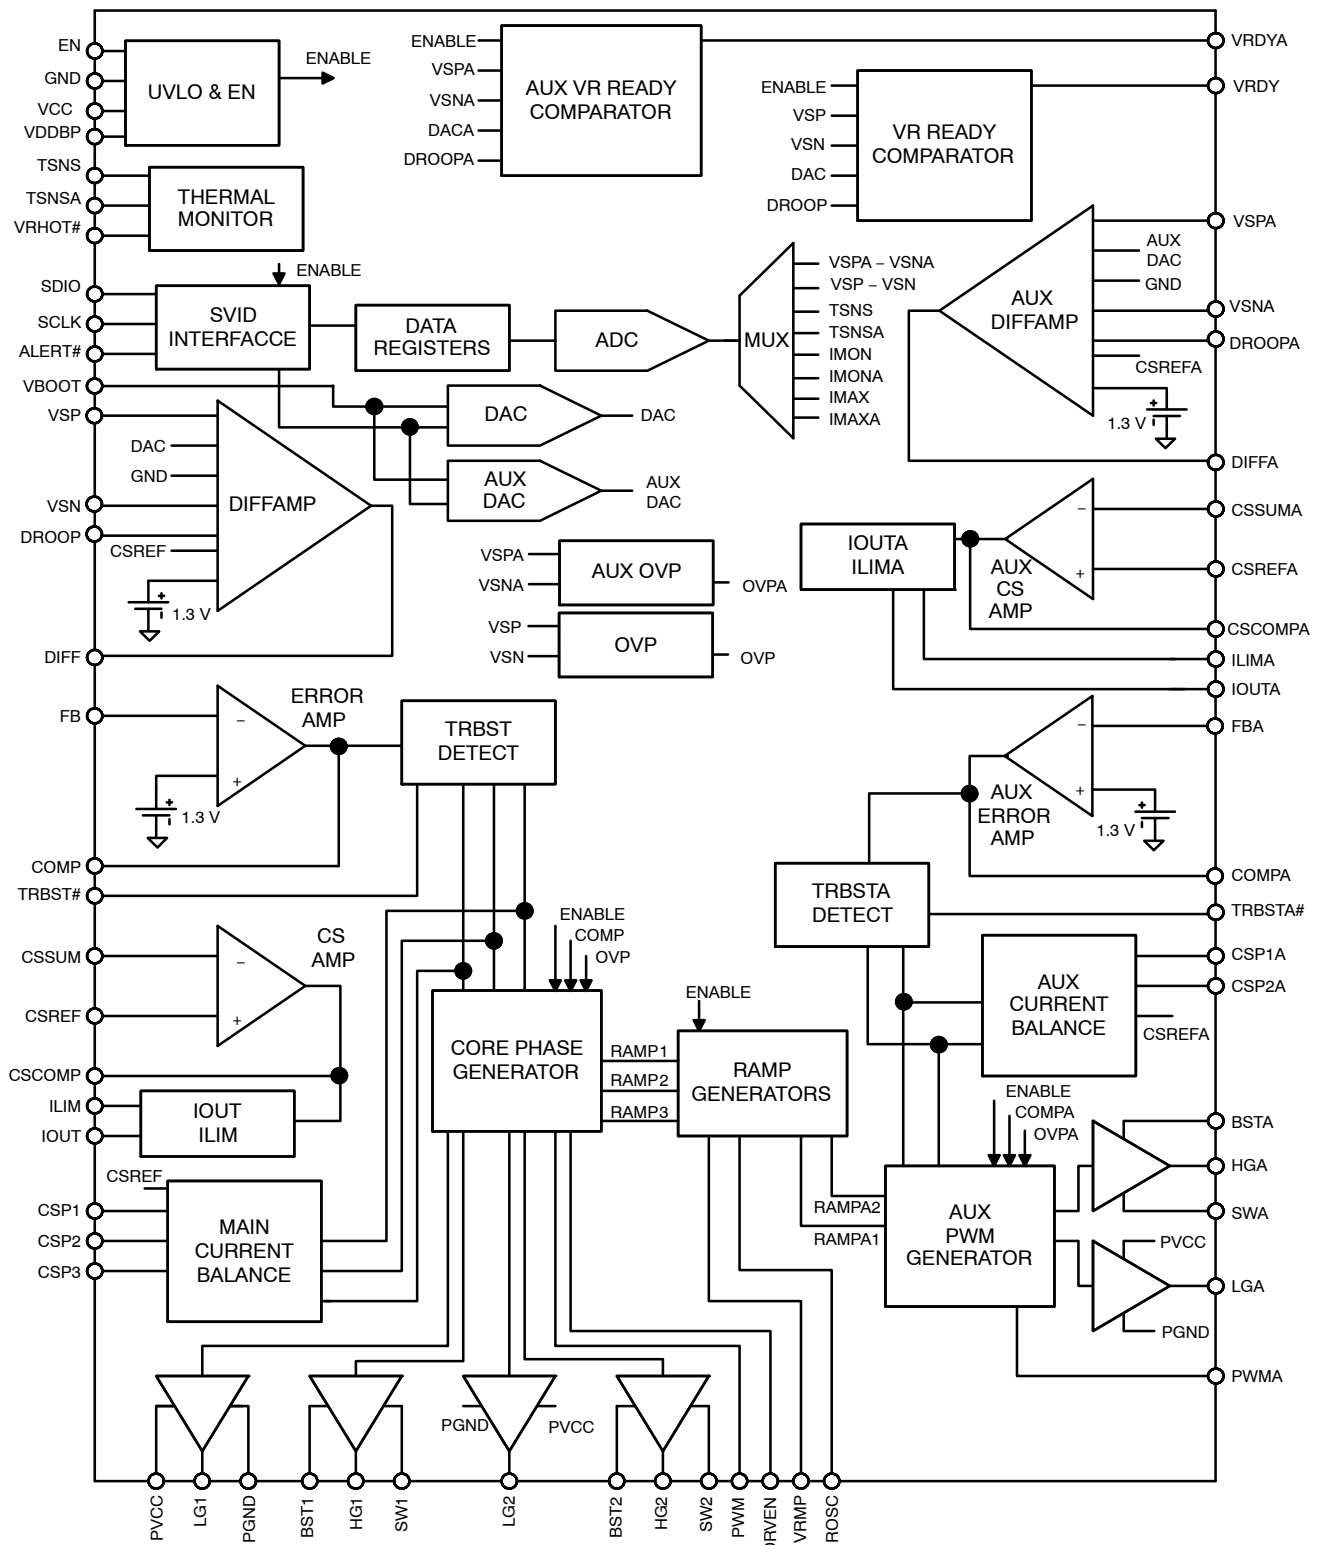 EN
GND
VCC
VDDBP
UVLO & EN
ENABLE
TSNS
TSNSA
VRHOT#
THERMAL
MONITOR
ENABLE
VSPA
VSNA
DACA
DROOPA
AUX VR READY
COMPARATOR
VRDYA
ENABLE
VSP
VSN
DAC
DROOP
VR READY
COMPARATOR
VRDY
SDIO
SCLK
ALERT#
ENABLE
SVID
INTERFACCE
DATA
REGISTERS
ADC
MUX
VSPA – VSNA
VSP – VSN
TSNS
TSNSA
IMON
IMONA
IMAX
IMAXA
AUX
DIFFAMP
VSPA
AUX
DAC
GND
VSNA
DROOPA
CSREFA
+
1.3 V
DIFFA
VBOOT
VSP
DAC
GND
VSN
DROOP
CSREF
DIFFAMP
+
1.3 V
DIFF
DAC
DAC
AUX
DAC
AUX
DAC
VSPA
VSNA
AUX OVP
OVPA
VSP
VSN
OVP
OVP
IOUTA
ILIMA
−
+
AUX
CS
AMP
CSSUMA
CSREFA
CSCOMPA
ILIMA
IOUTA
FB
−
+
ERROR
AMP
+
1.3 V
TRBST
DETECT
COMP
TRBST#
−
+
AUX
ERROR
AMP
+
1.3 V
FBA
COMPA
TRBSTA
DETECT
TRBSTA#
CSSUM
CSREF
−
+
CS
AMP
CSCOMP
ILIM
IOUT
IOUT
ILIM
ENABLE
COMP
OVP
CORE PHASE
GENERATOR
RAMP1
RAMP2
RAMP3
ENABLE
RAMP
GENERATORS
AUX
CURRENT
BALANCE
CSP1A
CSP2A
CSREFA
ENABLE
COMPA
OVPA
RAMPA2
RAMPA1
AUX
PWM
GENERATOR
BSTA
HGA
SWA
PVCC
LGA
PGND
PWMA
CSREF
CSP1
CSP2
CSP3
MAIN
CURRENT
BALANCE
PGND
PVCC
PVCC
LG1
PGND
BST1
HG1
SW1
LG2
BST2
HG2
SW2
PWM
DRVEN
VRMP
ROSC